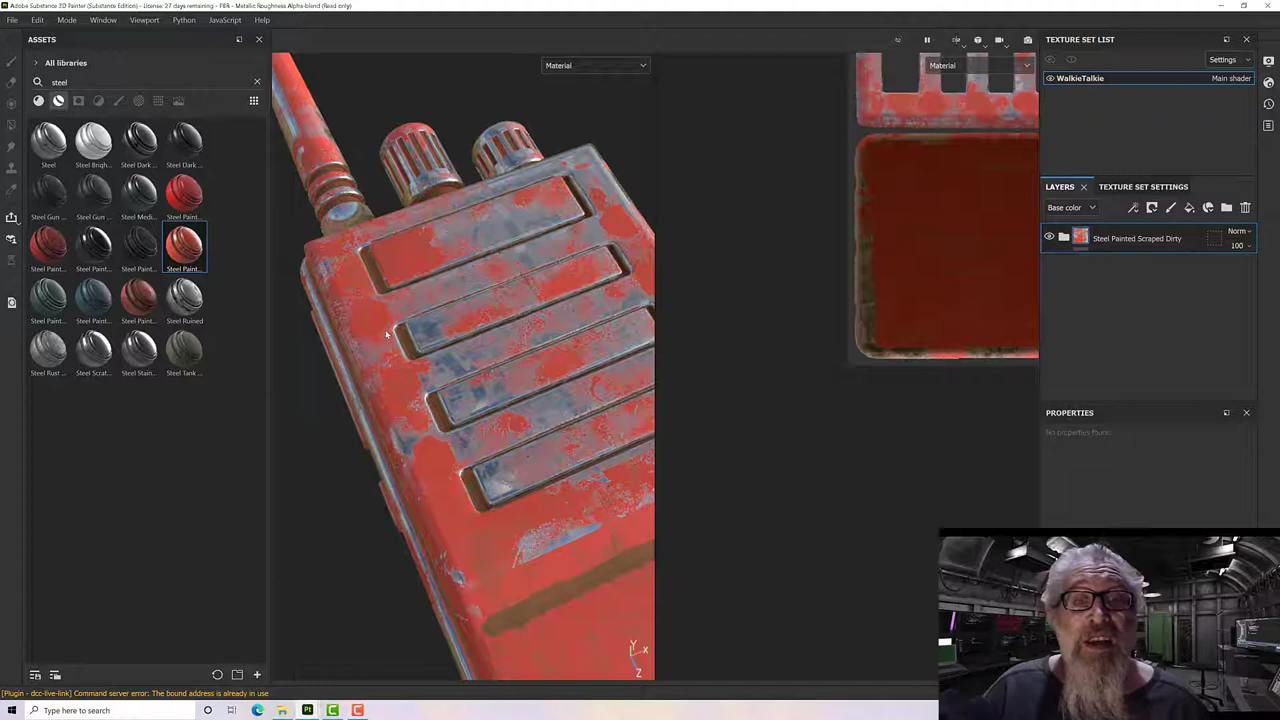 Adobe Substance 3D Painter (Substance Edition) - License: 27 days remaining - PBR - Metallic Roughness Alpha-blend (Read only)
File Edit Mode Window Viewport Python JavaScript Help
ASSETS
All libraries
steel
Steel Steel Brigh... Steel Dark ... Steel Dark ...
Steel Gun ... Steel Gun ... Steel Medi... Steel Paint...
Steel Paint... Steel Paint... Steel Paint... Steel Paint...
Steel Paint... Steel Paint... Steel Paint... Steel Ruined
Steel Rust ... Steel Scrat... Steel Stain... Steel Tank ...
Material
Material
Y
X
Z
TEXTURE SET LIST
Settings
WalkieTalkie Main shader
LAYERS TEXTURE SET SETTINGS
Base color
Steel Painted Scraped Dirty Norm
100
PROPERTIES
No properties found
[Plugin - dcc-live-link] Command server error: The bound address is already in use
Type here to search
Pt C C